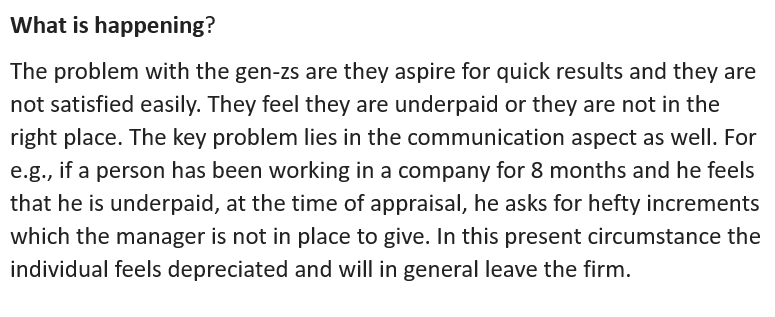 What is happening?
The problem with the gen-zs are they aspire for quick results and they are
not satisfied easily. They feel they are underpaid or they are not in the
right place. The key problem lies in the communication aspect as well. For
e.g., if a person has been working in a company for 8 months and he feels
that he is underpaid, at the time of appraisal, he asks for hefty increments
which the manager is not in place to give. In this present circumstance the
individual feels depreciated and will in general leave the firm.